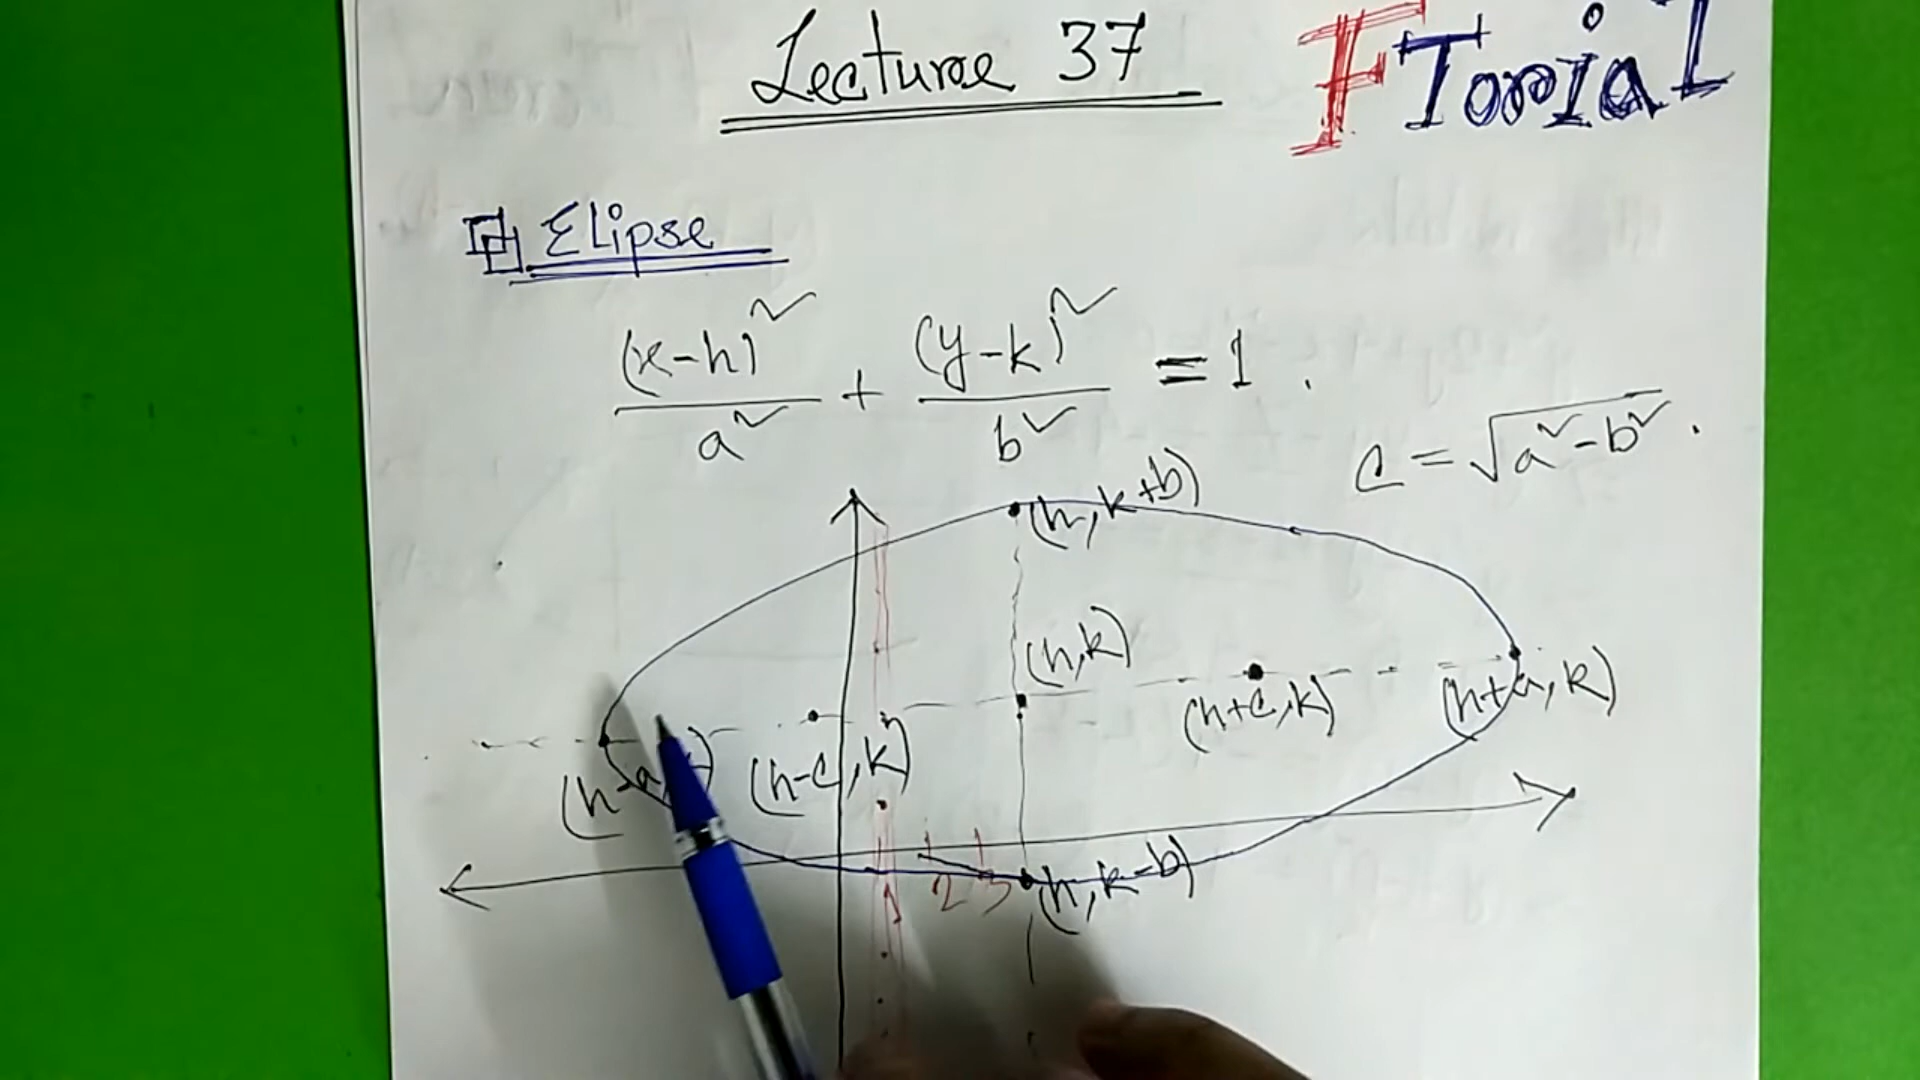 Lecture 37
FTorial
Elipse
(x-h)²/a² + (y-k)²/b² = 1 .
c = √(a²-b²) .
(h, k+b)
(h, k)
(h+c, k)
(h+a, k)
(h-c, k)
1 2 3
(h, k-b)